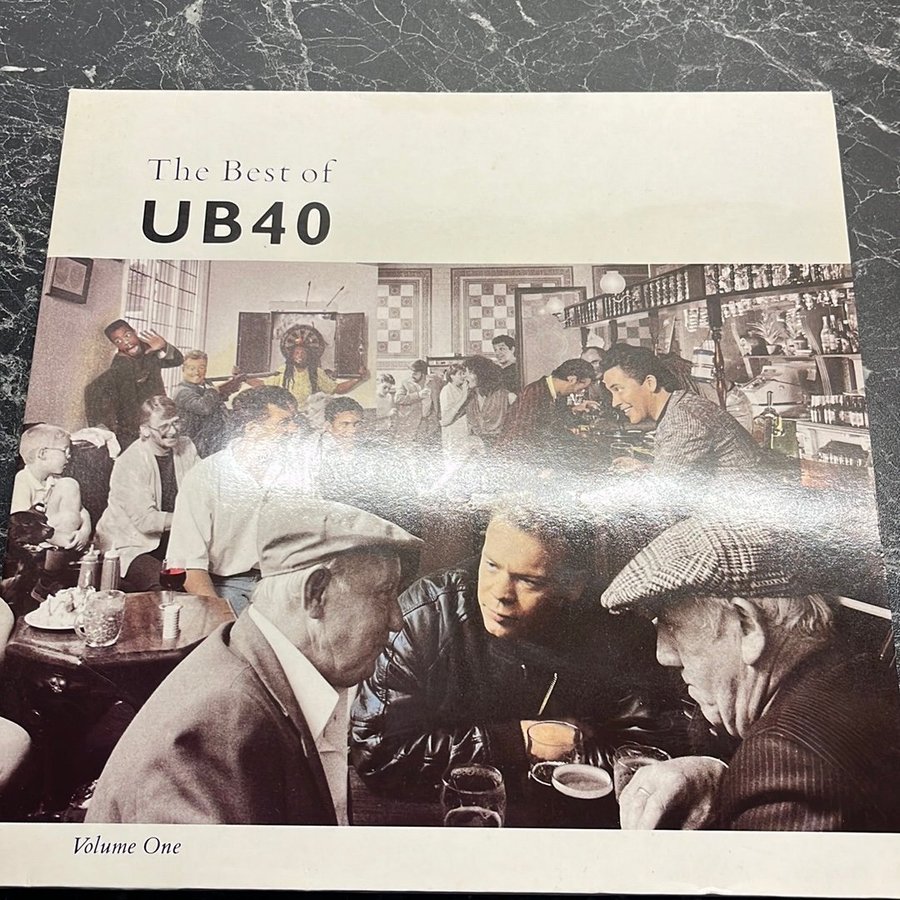 The Best of
UB40
Volume One